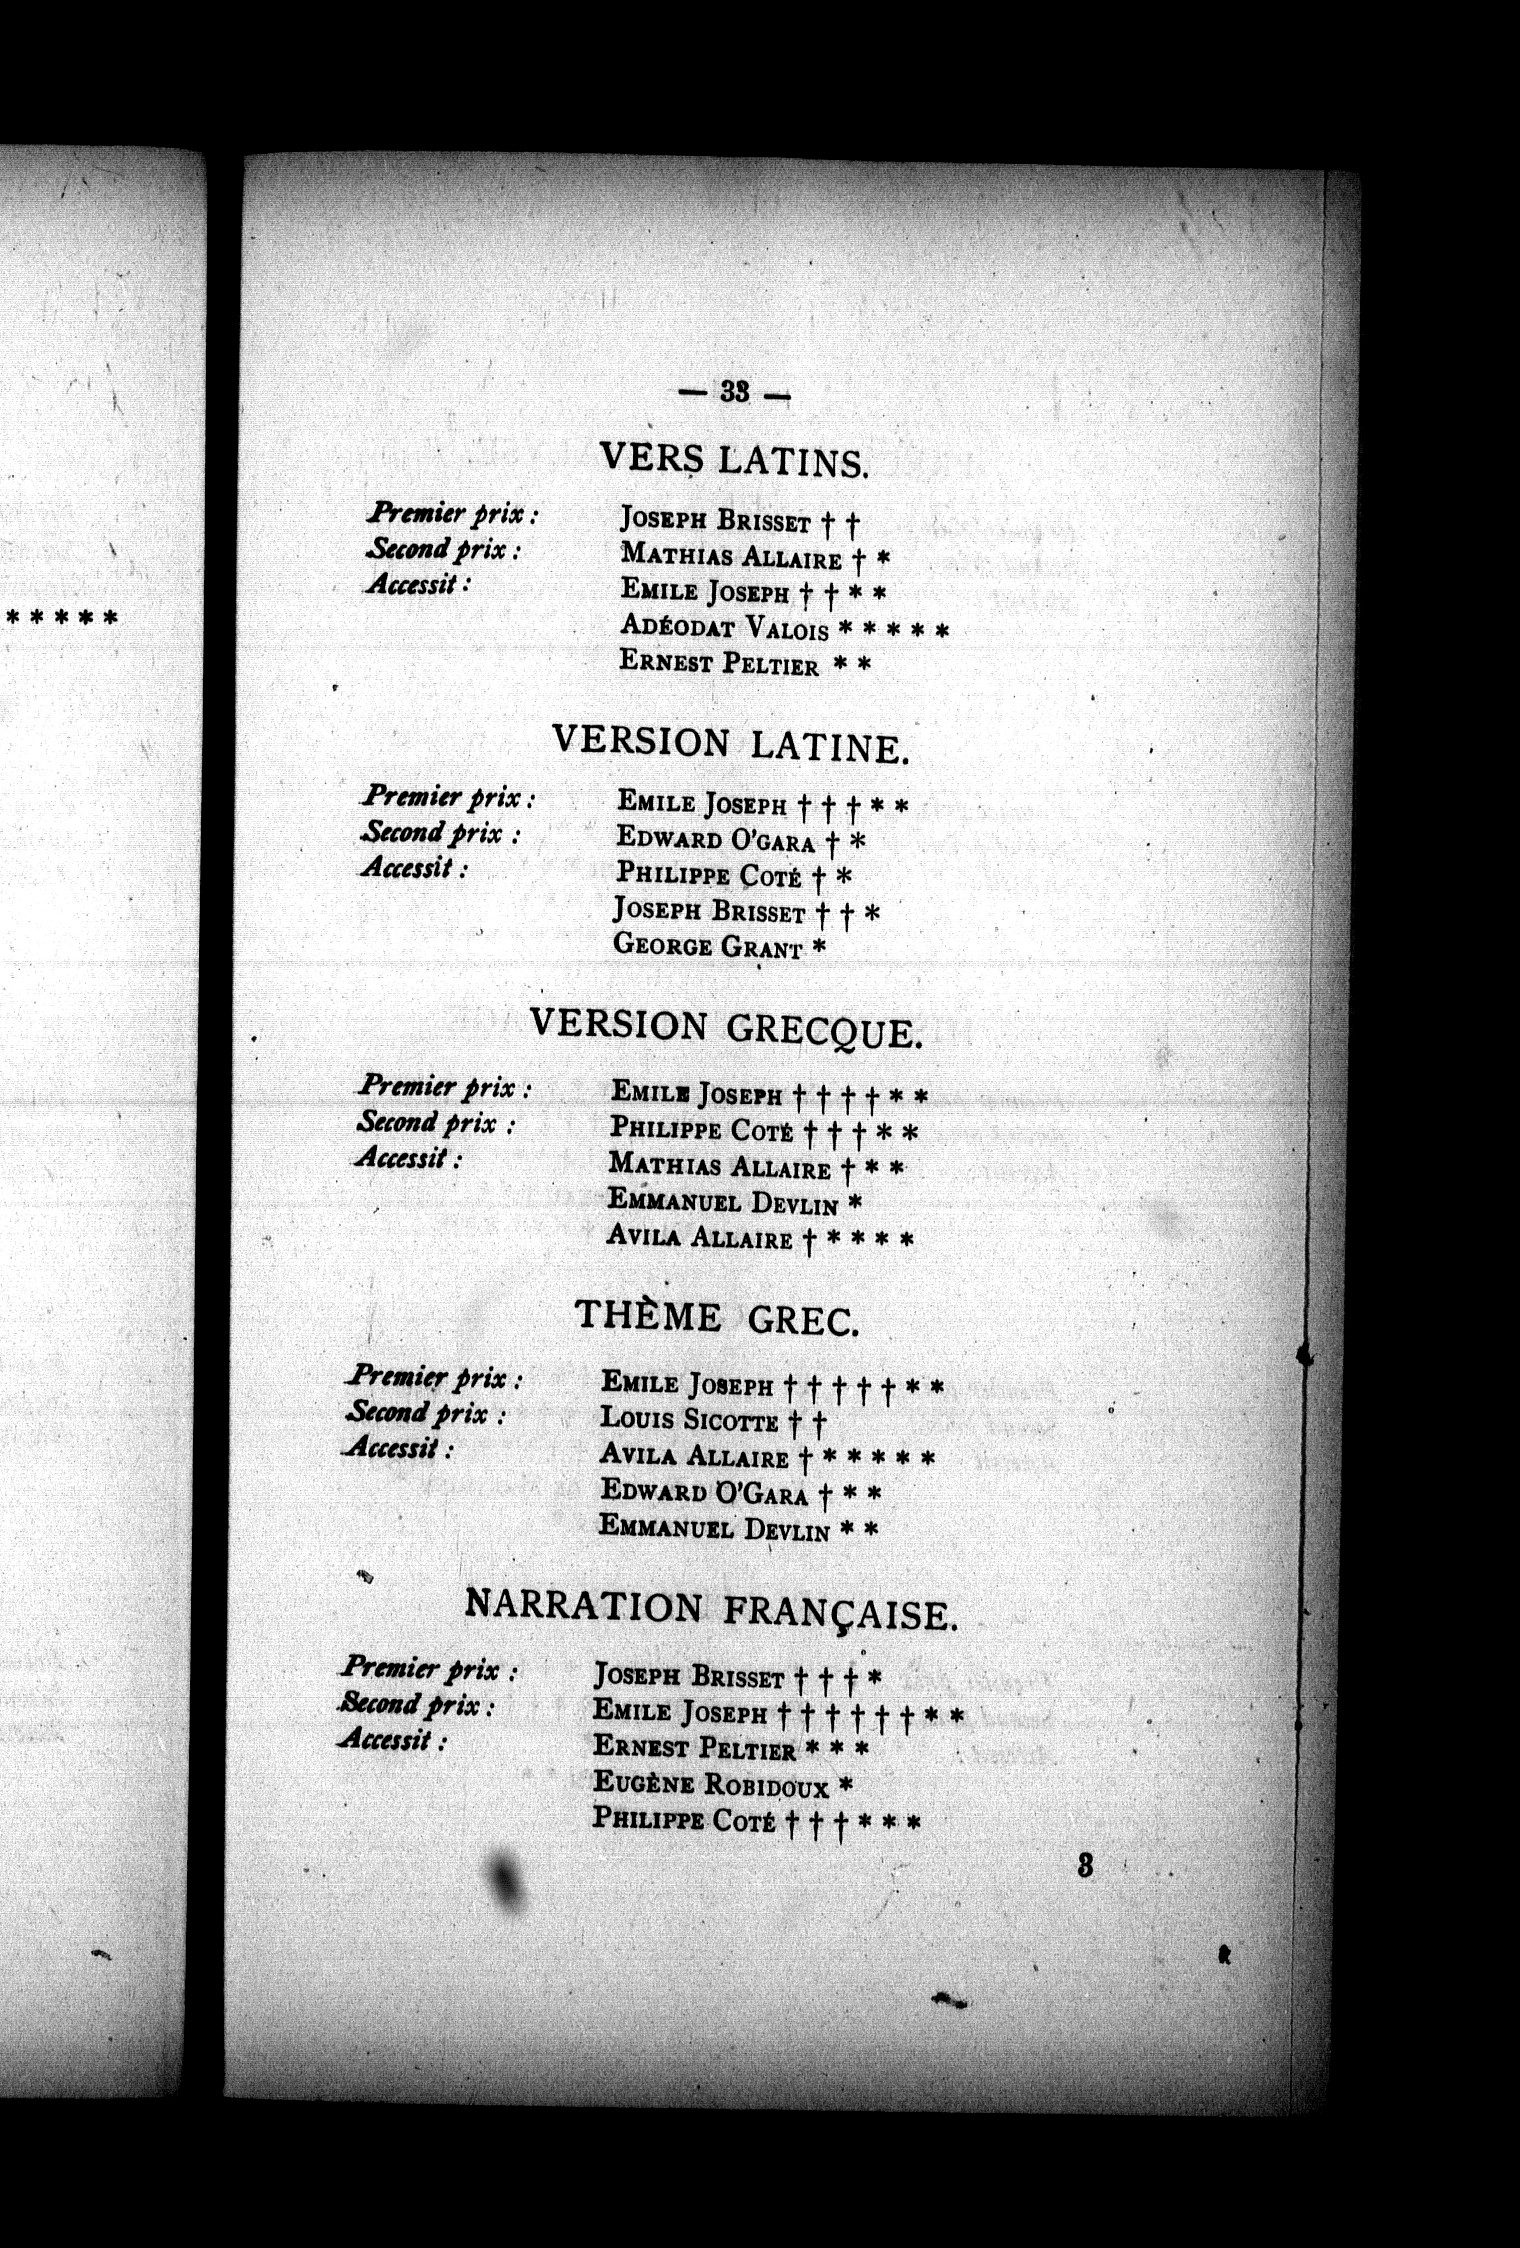 * * * * *
— 33 —
VERS LATINS.
Premier prix : JOSEPH BRISSET † †
Second prix : MATHIAS ALLAIRE † *
Accessit : EMILE JOSEPH † † * *
ADÉODAT VALOIS * * * * *
ERNEST PELTIER * *
VERSION LATINE.
Premier prix : EMILE JOSEPH † † † * *
Second prix : EDWARD O'GARA † *
Accessit : PHILIPPE COTÉ † *
JOSEPH BRISSET † † *
GEORGE GRANT *
VERSION GRECQUE.
Premier prix : EMILE JOSEPH † † † † * *
Second prix : PHILIPPE COTÉ † † † * *
Accessit : MATHIAS ALLAIRE † * *
EMMANUEL DEVLIN *
AVILA ALLAIRE † * * * *
THÈME GREC.
Premier prix : EMILE JOSEPH † † † † † * *
Second prix : LOUIS SICOTTE † †
Accessit : AVILA ALLAIRE † * * * * *
EDWARD O'GARA † * *
EMMANUEL DEVLIN * *
NARRATION FRANÇAISE.
Premier prix : JOSEPH BRISSET † † † *
Second prix : EMILE JOSEPH † † † † † † * *
Accessit : ERNEST PELTIER * * *
EUGÈNE ROBIDOUX *
PHILIPPE COTÉ † † † * * *
3